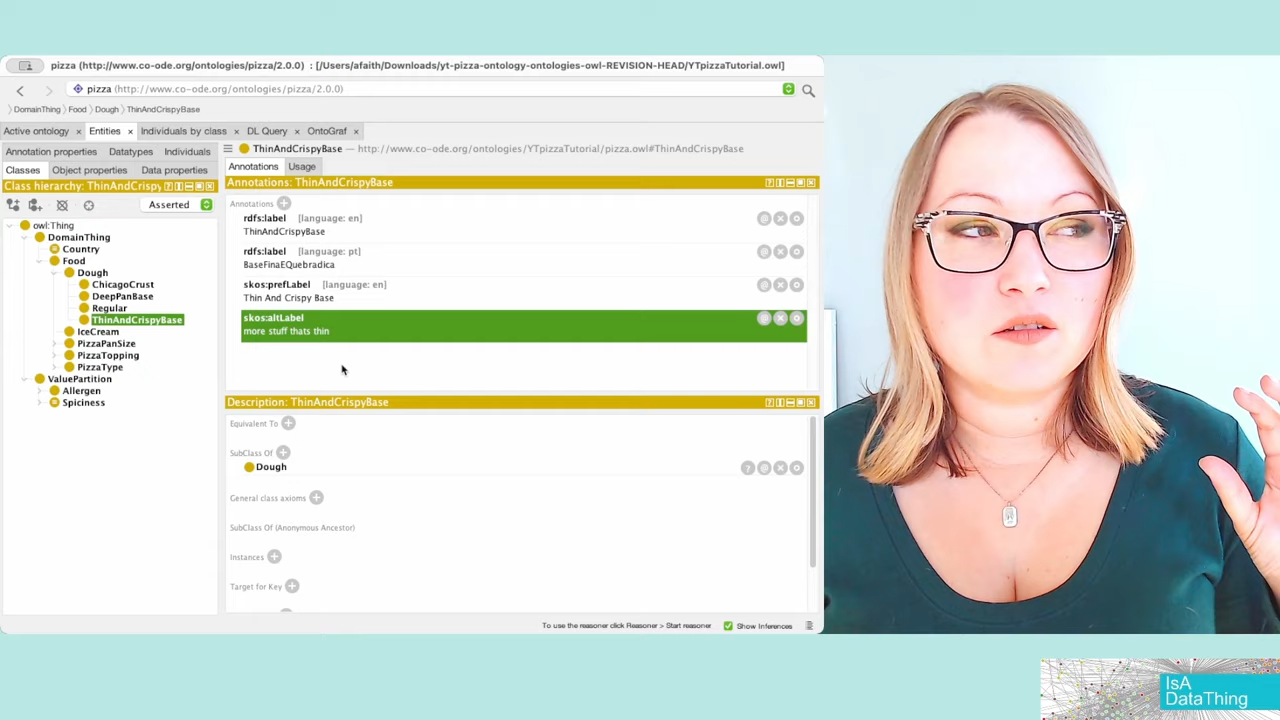 pizza (http://www.co-ode.org/ontologies/pizza/2.0.0) : [/Users/afaith/Downloads/yt-pizza-ontology-ontologies-owl-REVISION-HEAD/YTpizzaTutorial.owl]
pizza (http://www.co-ode.org/ontologies/pizza/2.0.0)
DomainThing Food Dough ThinAndCrispyBase
Active ontology × Entities × Individuals by class × DL Query × OntoGraf ×
Annotation properties Datatypes Individuals
Classes Object properties Data properties
Class hierarchy: ThinAndCrispy
Asserted
owl:Thing
DomainThing
Country
Food
Dough
ChicagoCrust
DeepPanBase
Regular
ThinAndCrispyBase
IceCream
PizzaPanSize
PizzaTopping
PizzaType
ValuePartition
Allergen
Spiciness
ThinAndCrispyBase — http://www.co-ode.org/ontologies/YTpizzaTutorial/pizza.owl#ThinAndCrispyBase
Annotations Usage
Annotations: ThinAndCrispyBase
Annotations
rdfs:label [language: en]
ThinAndCrispyBase
rdfs:label [language: pt]
BaseFinaEQuebradica
skos:prefLabel [language: en]
Thin And Crispy Base
skos:altLabel
more stuff thats thin
Description: ThinAndCrispyBase
Equivalent To
SubClass Of
Dough
General class axioms
SubClass Of (Anonymous Ancestor)
Instances
Target for Key
To use the reasoner click Reasoner > Start reasoner Show Inferences
IsA
DataThing